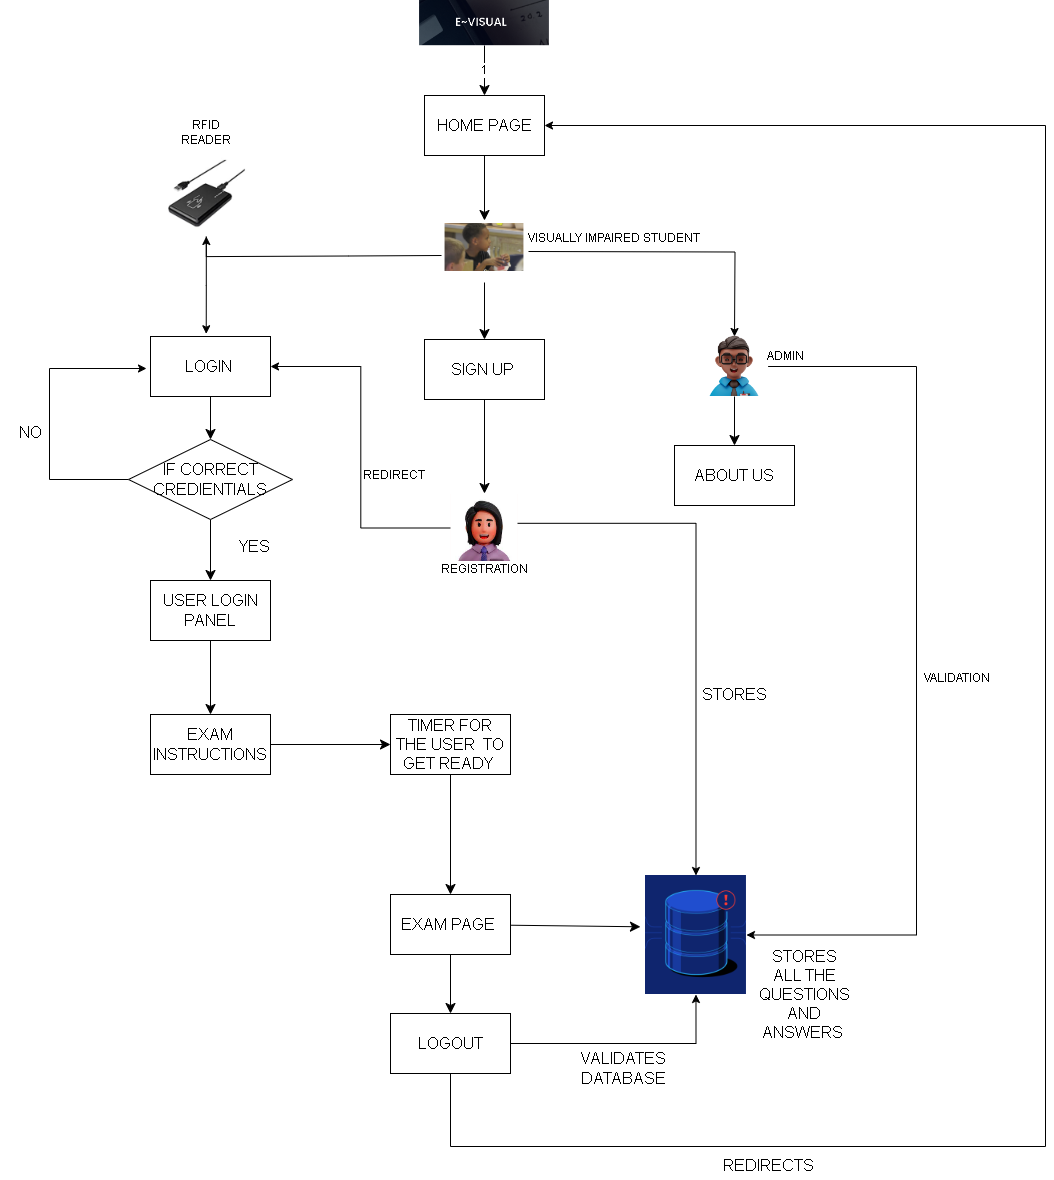 E~VISUAL
1
HOME PAGE
RFID
READER
VISUALLY IMPAIRED STUDENT
LOGIN
SIGN UP
ADMIN
NO
IF CORRECT
CREDIENTIALS
REDIRECT
ABOUT US
YES
REGISTRATION
USER LOGIN
PANEL
VALIDATION
STORES
EXAM
INSTRUCTIONS
TIMER FOR
THE USER TO
GET READY
EXAM PAGE
STORES
ALL THE
QUESTIONS
AND
ANSWERS
LOGOUT
VALIDATES
DATABASE
REDIRECTS